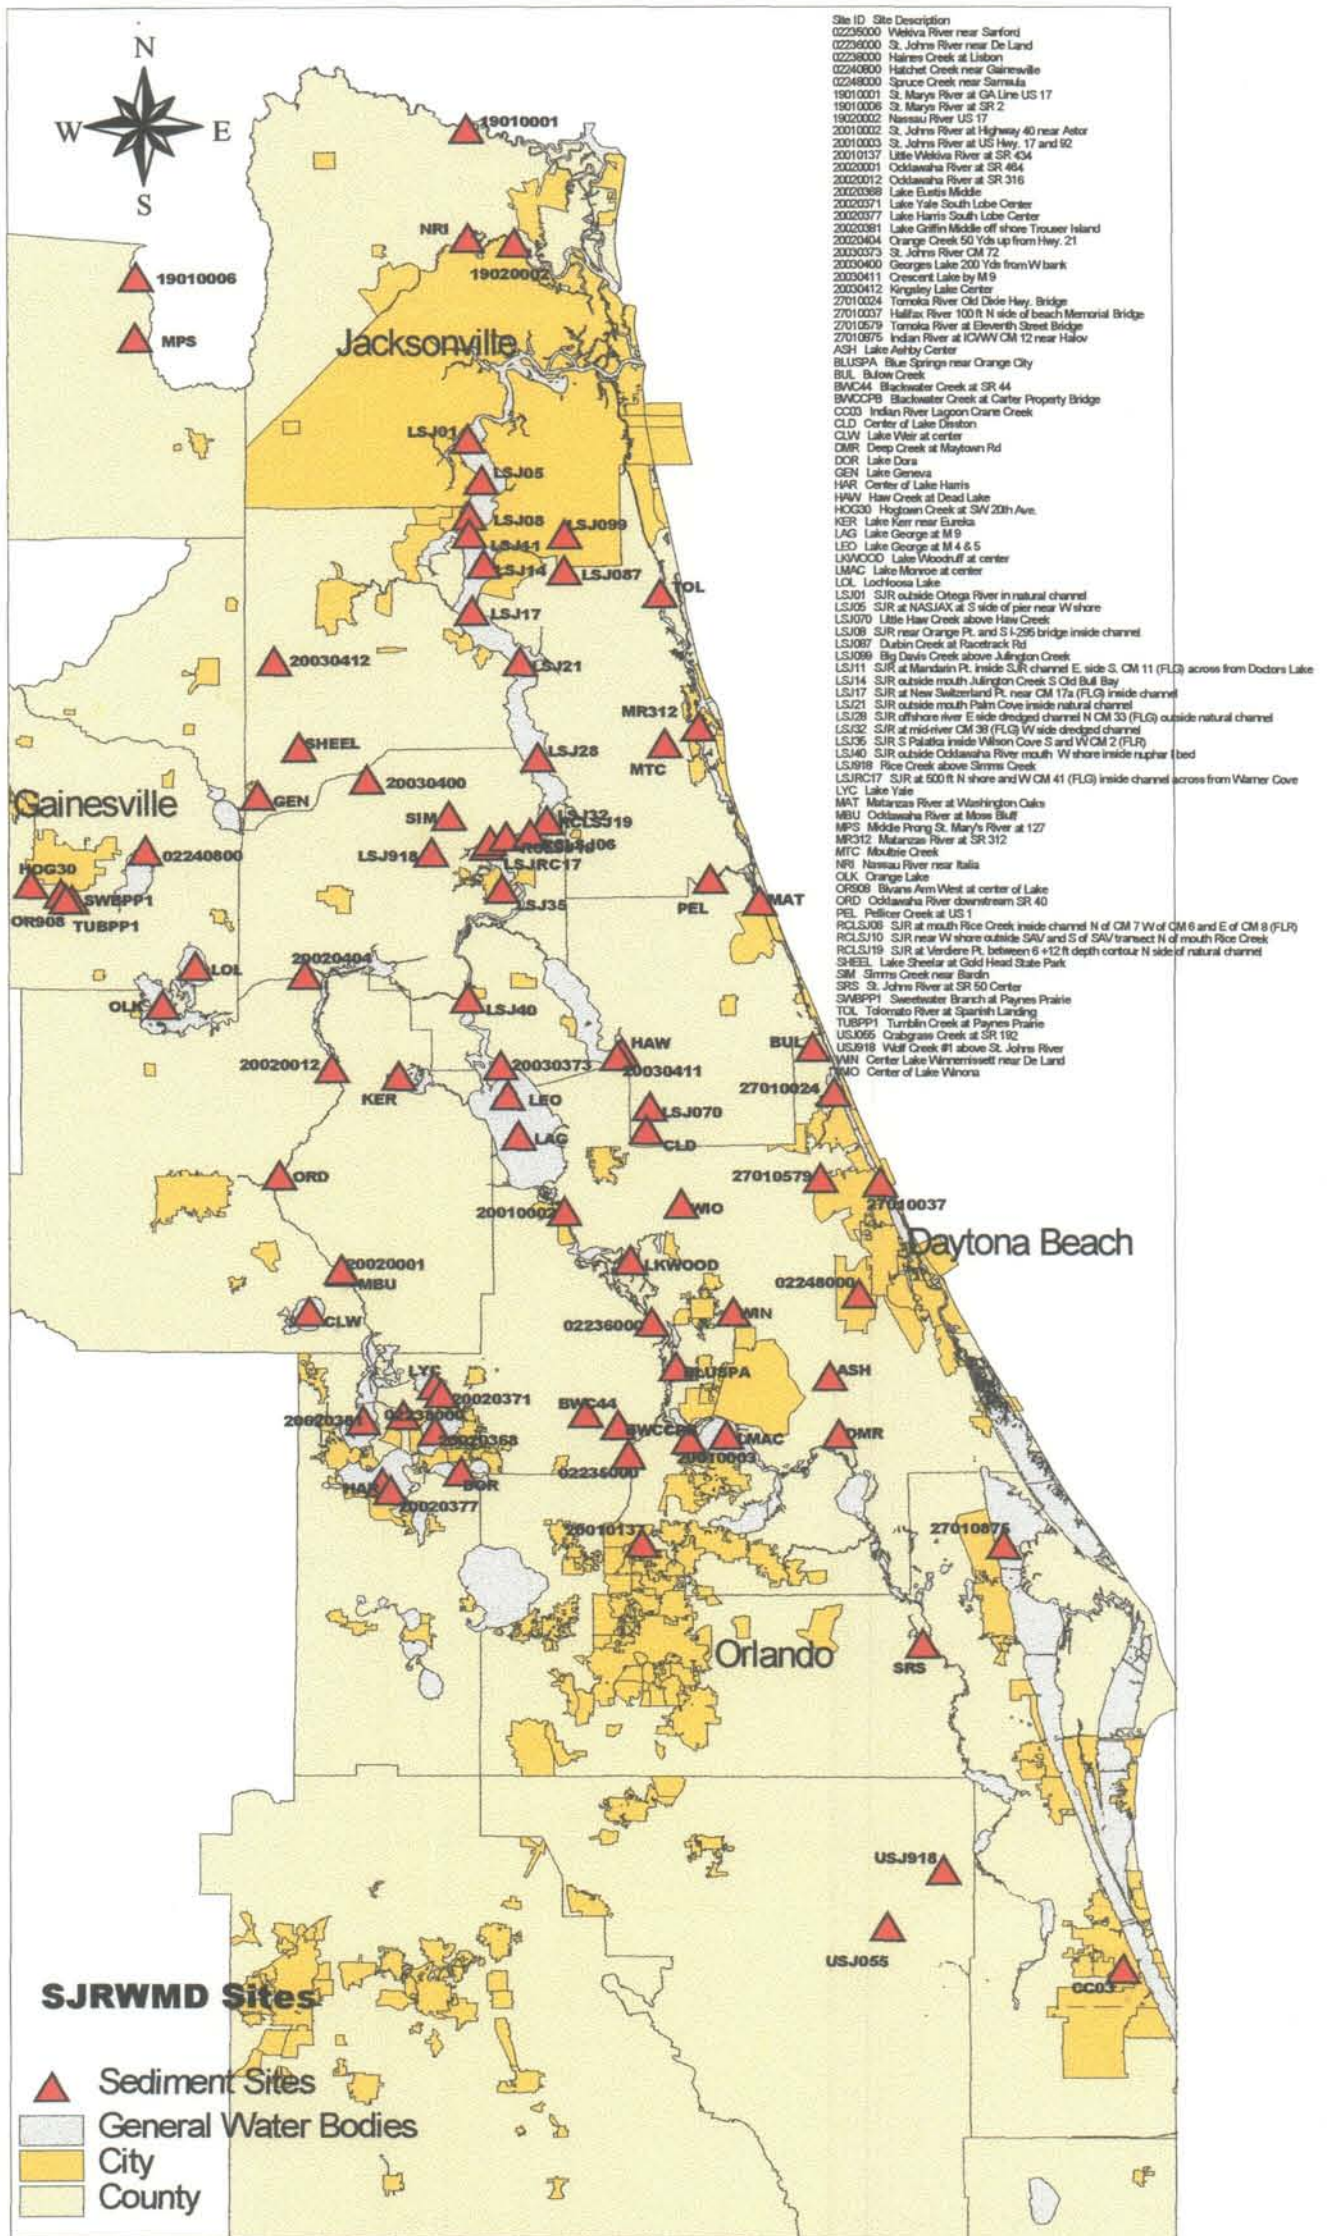 Site ID Site Description
02235000 Wekiva River near Sanford
02236000 St. Johns River near De Land
02238000 Haines Creek at Lisbon
02240800 Hatchet Creek near Gainesville
02248000 Spruce Creek near Samsula
19010001 St. Marys River at GA Line US 17
19010006 St. Marys River at SR 2
19020002 Nassau River US 17
20010002 St. Johns River at Highway 40 near Astor
20010003 St. Johns River at US Hwy. 17 and 92
20010137 Little Wekiva River at SR 434
20020001 Ocklawaha River at SR 464
20020012 Ocklawaha River at SR 316
20020368 Lake Eustis Middle
20020371 Lake Yale South Lobe Center
20020377 Lake Harris South Lobe Center
20020381 Lake Griffin Middle off shore Trouser Island
20020404 Orange Creek 50 Yds up from Hwy. 21
20030373 St. Johns River CM 72
20030400 Georges Lake 200 Yds from W bank
20030411 Crescent Lake by M 9
20030412 Kingsley Lake Center
27010024 Tomoka River Old Dixie Hwy. Bridge
27010037 Halifax River 100 ft N side of beach Memorial Bridge
27010579 Tomoka River at Eleventh Street Bridge
27010875 Indian River at ICWW CM 12 near Halov
ASH Lake Ashby Center
BLUSPA Blue Springs near Orange City
BUL Bulow Creek
BWC44 Blackwater Creek at SR 44
BWCCPB Blackwater Creek at Carter Property Bridge
CC03 Indian River Lagoon Crane Creek
CLD Center of Lake Disston
CLW Lake Weir at center
DMR Deep Creek at Maytown Rd
DOR Lake Dora
GEN Lake Geneva
HAR Center of Lake Harris
HAW Haw Creek at Dead Lake
HOG30 Hogtown Creek at SW 20th Ave.
KER Lake Kerr near Eureka
LAG Lake George at M 9
LEO Lake George at M 4 & 5
LKWOOD Lake Woodruff at center
LMAC Lake Monroe at center
LOL Lochloosa Lake
LSJ01 SJR outside Ortega River in natural channel
LSJ05 SJR at NASJAX at S side of pier near W shore
LSJ070 Little Haw Creek above Haw Creek
LSJ08 SJR near Orange Pt. and S I-295 bridge inside channel
LSJ087 Durbin Creek at Racetrack Rd
LSJ099 Big Davis Creek above Julington Creek
LSJ11 SJR at Mandarin Pt. inside SJR channel E. side S. CM 11 (FLG) across from Doctors Lake
LSJ14 SJR outside mouth Julington Creek S Old Bull Bay
LSJ17 SJR at New Switzerland Pt. near CM 17a (FLG) inside channel
LSJ21 SJR outside mouth Palm Cove inside natural channel
LSJ28 SJR offshore river E side dredged channel N CM 33 (FLG) outside natural channel
LSJ32 SJR at mid-river CM 38 (FLG) W side dredged channel
LSJ35 SJR S Palatka inside Wilson Cove S and W CM 2 (FLR)
LSJ40 SJR outside Ocklawaha River mouth W shore inside nuphar bed
LSJ918 Rice Creek above Simms Creek
LSJRC17 SJR at 500 ft N shore and W CM 41 (FLG) inside channel across from Warner Cove
LYC Lake Yale
MAT Matanzas River at Washington Oaks
MBU Ocklawaha River at Moss Bluff
MPS Middle Prong St. Mary's River at 127
MR312 Matanzas River at SR 312
MTC Moultrie Creek
NRI Nassau River near Italia
OLK Orange Lake
OR908 Bivans Arm West at center of Lake
ORD Ocklawaha River downstream SR 40
PEL Pellicer Creek at US 1
RCLSJ06 SJR at mouth Rice Creek inside channel N of CM 7 W of CM 6 and E of CM 8 (FLR)
RCLSJ10 SJR near W shore outside SAV and S of SAV transect N of mouth Rice Creek
RCLSJ19 SJR at Verdiere Pt. between 6 +12 ft depth contour N side of natural channel
SHEEL Lake Sheelar at Gold Head State Park
SIM Simms Creek near Bardin
SRS St. Johns River at SR 50 Center
SWBPP1 Sweetwater Branch at Paynes Prairie
TOL Tolomato River at Spanish Landing
TUBPP1 Tumblin Creek at Paynes Prairie
USJ055 Crabgrass Creek at SR 192
USJ918 Wolf Creek #1 above St. Johns River
WIN Center Lake Winnemissett near De Land
WIO Center of Lake Winona
N
W E
S
19010001
NRI
19020002
19010006
MPS
Jacksonville
LSJ01
LSJ05
LSJ08
LSJ099
LSJ11
LSJ14
LSJ087
TOL
LSJ17
20030412
LSJ21
MR312
SHEEL
LSJ28
MTC
20030400
GEN
Gainesville
SIM
LSJ32
RCLSJ19
LSJ918
LSJRC17
02240800
HOG30
SWBPP1
OR908 TUBPP1
LSJ35
PEL
MAT
20020404
LOL
OLK
LSJ40
HAW
BUL
20020012
20030373
20030411
KER
27010024
LEO
LSJ070
LAG
CLD
ORD
27010579
20010002
WIO
27010037
Daytona Beach
20020001
LKWOOD
MBU
02248000
CLW
02236000
WIN
BLUSPA
ASH
LYC
20020371
BWC44
20020381
02238000
BWCCPB
LMAC
DMR
20020368
20010003
02235000
HAR
DOR
20020377
20010137
27010875
Orlando
SRS
USJ918
USJ055
CC03
SJRWMD Sites
Sediment Sites
General Water Bodies
City
County